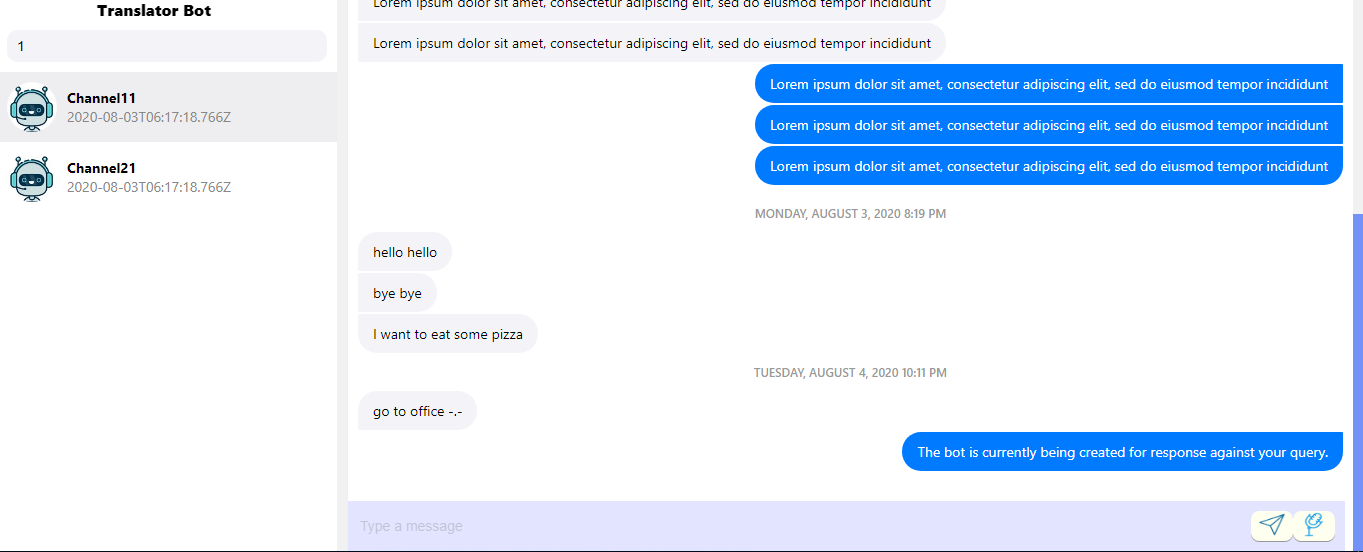 Translator Bot
1
Channel11
2020-08-03T06:17:18.766Z
Channel21
2020-08-03T06:17:18.766Z
Lorem ipsum dolor sit amet, consectetur adipiscing elit, sed do eiusmod tempor incididunt
Lorem ipsum dolor sit amet, consectetur adipiscing elit, sed do eiusmod tempor incididunt
Lorem ipsum dolor sit amet, consectetur adipiscing elit, sed do eiusmod tempor incididunt
Lorem ipsum dolor sit amet, consectetur adipiscing elit, sed do eiusmod tempor incididunt
Lorem ipsum dolor sit amet, consectetur adipiscing elit, sed do eiusmod tempor incididunt
MONDAY, AUGUST 3, 2020 8:19 PM
hello hello
bye bye
I want to eat some pizza
TUESDAY, AUGUST 4, 2020 10:11 PM
go to office -.-
The bot is currently being created for response against your query.
Type a message